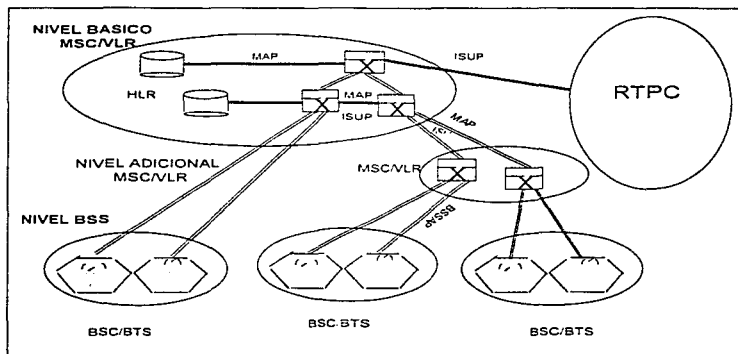 NIVEL BASICO
MSC/VLR
MAP
ISUP
HLR
MAP
ISUP
RTPC
MAP
NIVEL ADICIONAL
MSC/VLR
MSC/VLR
NIVEL BSS
BSSAP
BSC/BTS
BSC-BTS
BSC/BTS